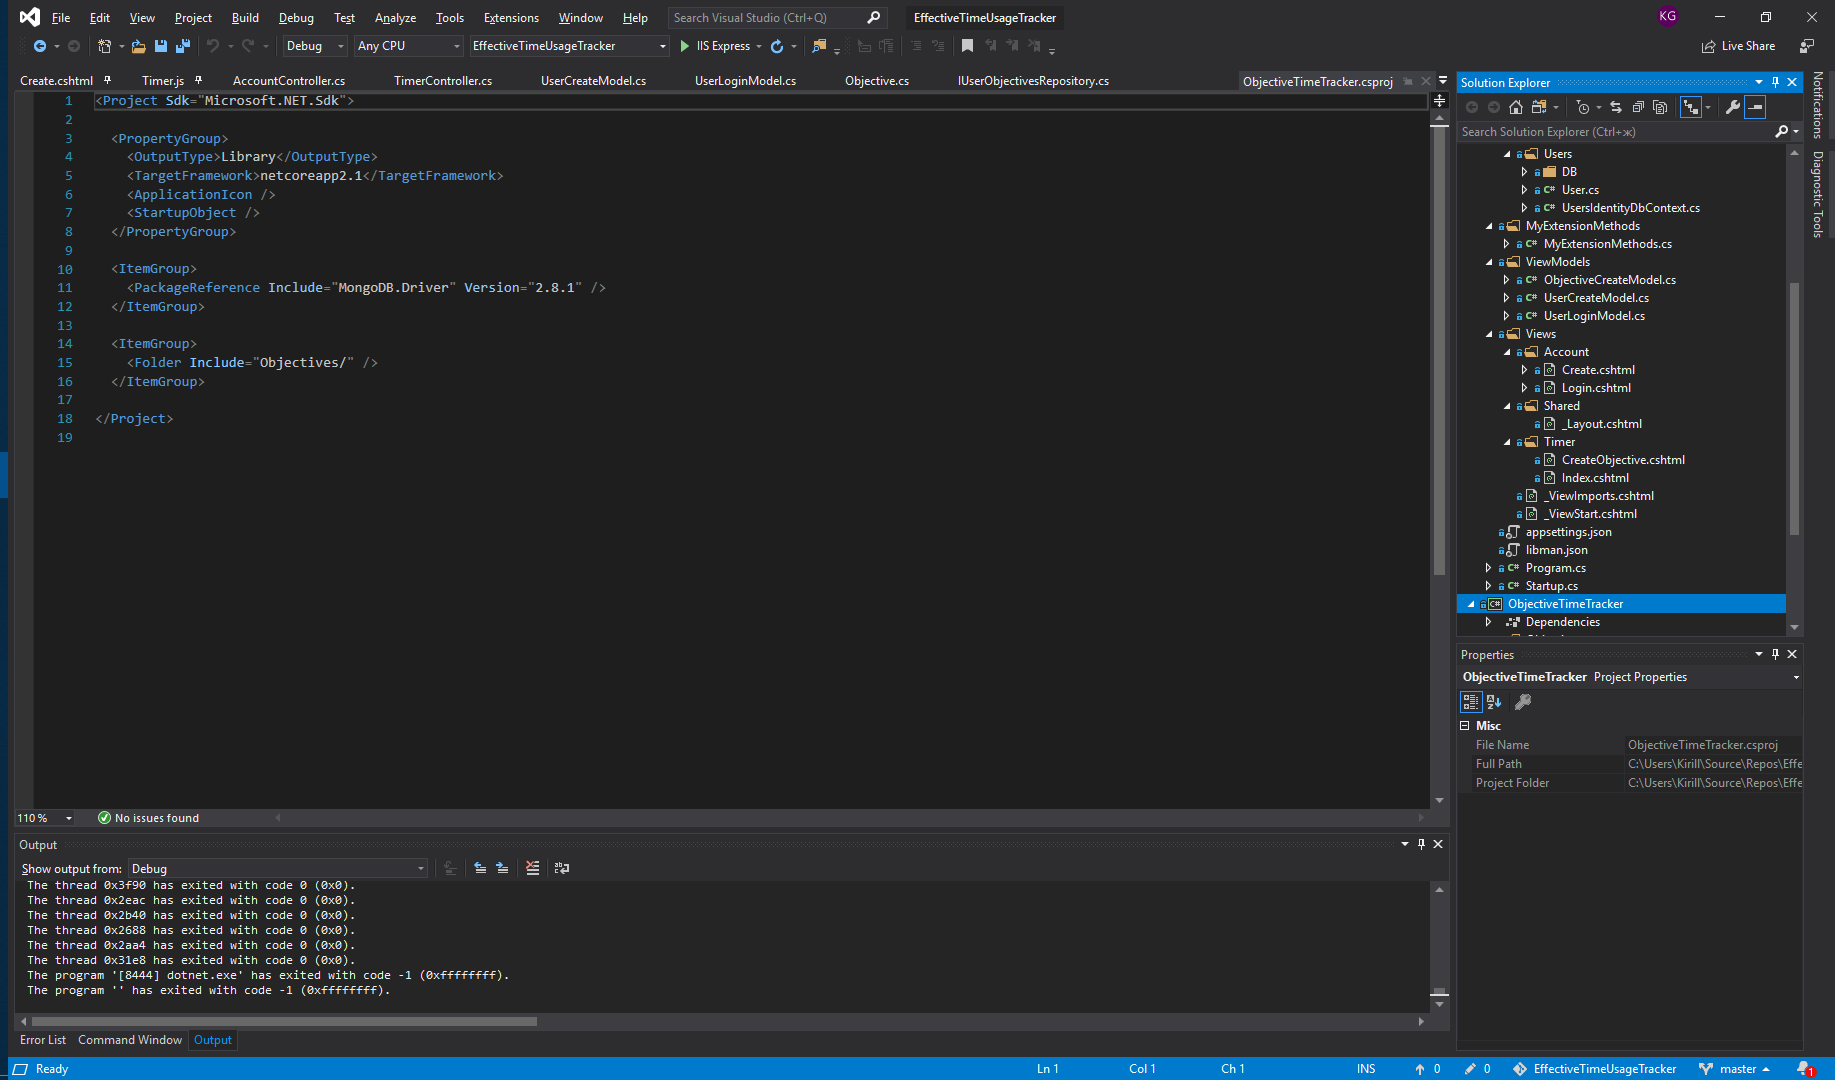 File Edit View Project Build Debug Test Analyze Tools Extensions Window Help Search Visual Studio (Ctrl+Q) EffectiveTimeUsageTracker KG
Debug Any CPU EffectiveTimeUsageTracker IIS Express Live Share
Create.cshtml Timer.js AccountController.cs TimerController.cs UserCreateModel.cs UserLoginModel.cs Objective.cs IUserObjectivesRepository.cs ObjectiveTimeTracker.csproj
1 <Project Sdk="Microsoft.NET.Sdk">
2
3 <PropertyGroup>
4 <OutputType>Library</OutputType>
5 <TargetFramework>netcoreapp2.1</TargetFramework>
6 <ApplicationIcon />
7 <StartupObject />
8 </PropertyGroup>
9
10 <ItemGroup>
11 <PackageReference Include="MongoDB.Driver" Version="2.8.1" />
12 </ItemGroup>
13
14 <ItemGroup>
15 <Folder Include="Objectives/" />
16 </ItemGroup>
17
18 </Project>
19
110 % No issues found
Output
Show output from: Debug
The thread 0x3f90 has exited with code 0 (0x0).
The thread 0x2eac has exited with code 0 (0x0).
The thread 0x2b40 has exited with code 0 (0x0).
The thread 0x2688 has exited with code 0 (0x0).
The thread 0x2aa4 has exited with code 0 (0x0).
The thread 0x31e8 has exited with code 0 (0x0).
The program '[8444] dotnet.exe' has exited with code -1 (0xffffffff).
The program '' has exited with code -1 (0xffffffff).
Error List Command Window Output
Solution Explorer
Search Solution Explorer (Ctrl+ж)
Users
DB
C# User.cs
C# UsersIdentityDbContext.cs
MyExtensionMethods
C# MyExtensionMethods.cs
ViewModels
C# ObjectiveCreateModel.cs
C# UserCreateModel.cs
C# UserLoginModel.cs
Views
Account
Create.cshtml
Login.cshtml
Shared
_Layout.cshtml
Timer
CreateObjective.cshtml
Index.cshtml
_ViewImports.cshtml
_ViewStart.cshtml
appsettings.json
libman.json
C# Program.cs
C# Startup.cs
C# ObjectiveTimeTracker
Dependencies
Properties
ObjectiveTimeTracker Project Properties
Misc
File Name ObjectiveTimeTracker.csproj
Full Path C:\Users\Kirill\Source\Repos\Effe
Project Folder C:\Users\Kirill\Source\Repos\Effe
Notifications
Diagnostic Tools
Ready Ln 1 Col 1 Ch 1 INS 0 0 EffectiveTimeUsageTracker master 1